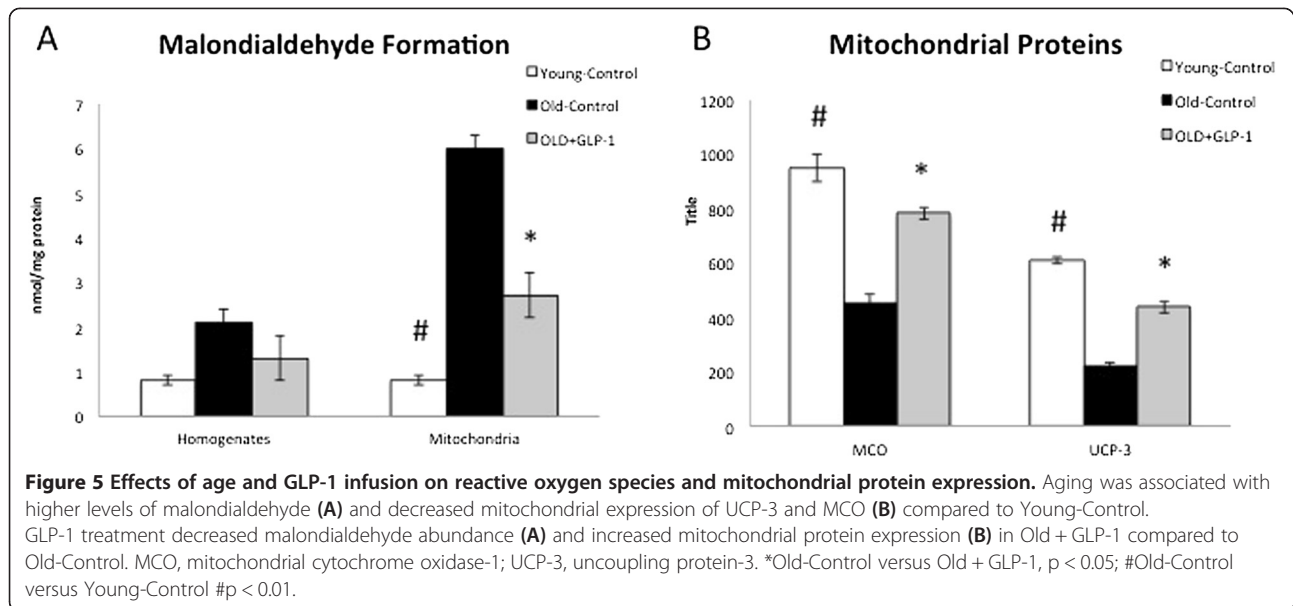 A
Malondialdehyde Formation
Young-Control
Old-Control
OLD+GLP-1
7
6
5
4
3
2
1
0
nmol/mg protein
#
*
Homogenates
Mitochondria
B
Mitochondrial Proteins
Young-Control
Old-Control
OLD+GLP-1
1200
1000
800
600
400
200
0
Title
#
*
#
*
MCO
UCP-3
Figure 5 Effects of age and GLP-1 infusion on reactive oxygen species and mitochondrial protein expression. Aging was associated with
higher levels of malondialdehyde (A) and decreased mitochondrial expression of UCP-3 and MCO (B) compared to Young-Control.
GLP-1 treatment decreased malondialdehyde abundance (A) and increased mitochondrial protein expression (B) in Old + GLP-1 compared to
Old-Control. MCO, mitochondrial cytochrome oxidase-1; UCP-3, uncoupling protein-3. *Old-Control versus Old + GLP-1, p < 0.05; #Old-Control
versus Young-Control #p < 0.01.